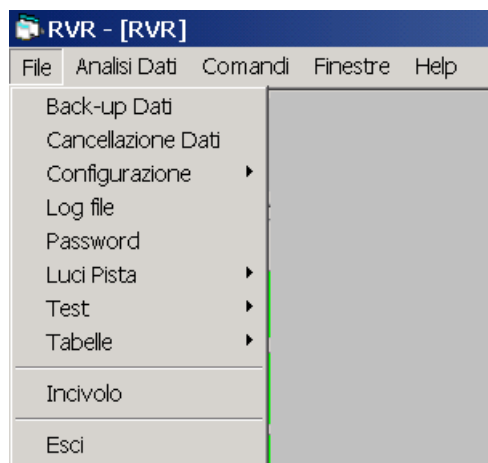 RVR - [RVR]
File Analisi Dati Comandi Finestre Help
Back-up Dati
Cancellazione Dati
Configurazione
Log file
Password
Luci Pista
Test
Tabelle
Incivolo
Esci